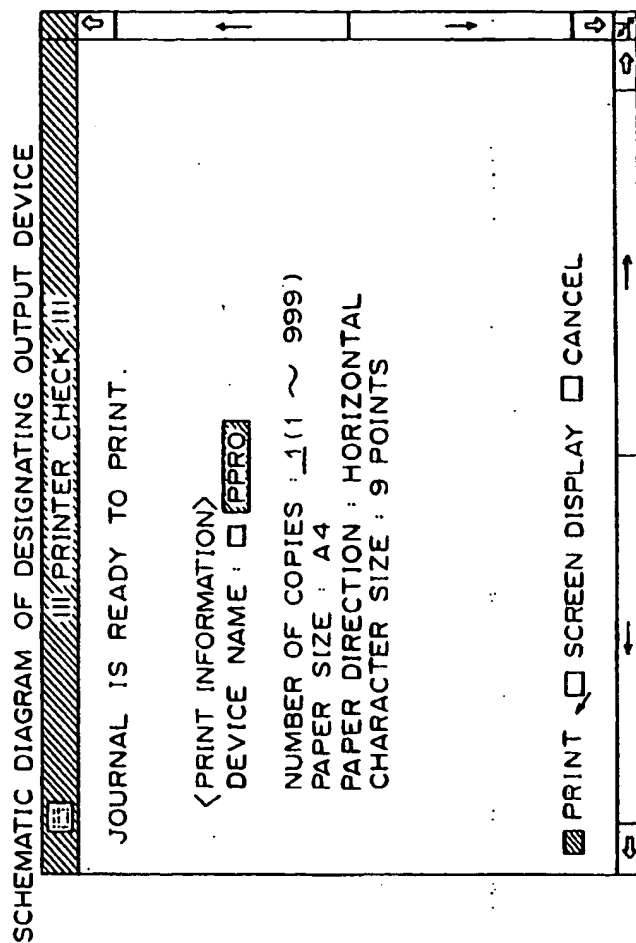 SCHEMATIC DIAGRAM OF DESIGNATING OUTPUT DEVICE
PRINTER CHECK
JOURNAL IS READY TO PRINT.
<PRINT INFORMATION>
DEVICE NAME : PPRO
NUMBER OF COPIES : 1 (1 ~ 999)
PAPER SIZE : A4
PAPER DIRECTION : HORIZONTAL
CHARACTER SIZE : 9 POINTS
PRINT SCREEN DISPLAY CANCEL